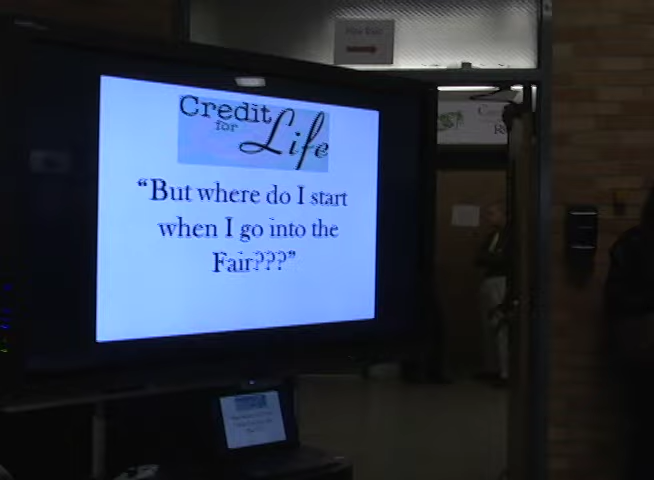 Credit
for Life
“But where do I start
when I go into the
Fair???”